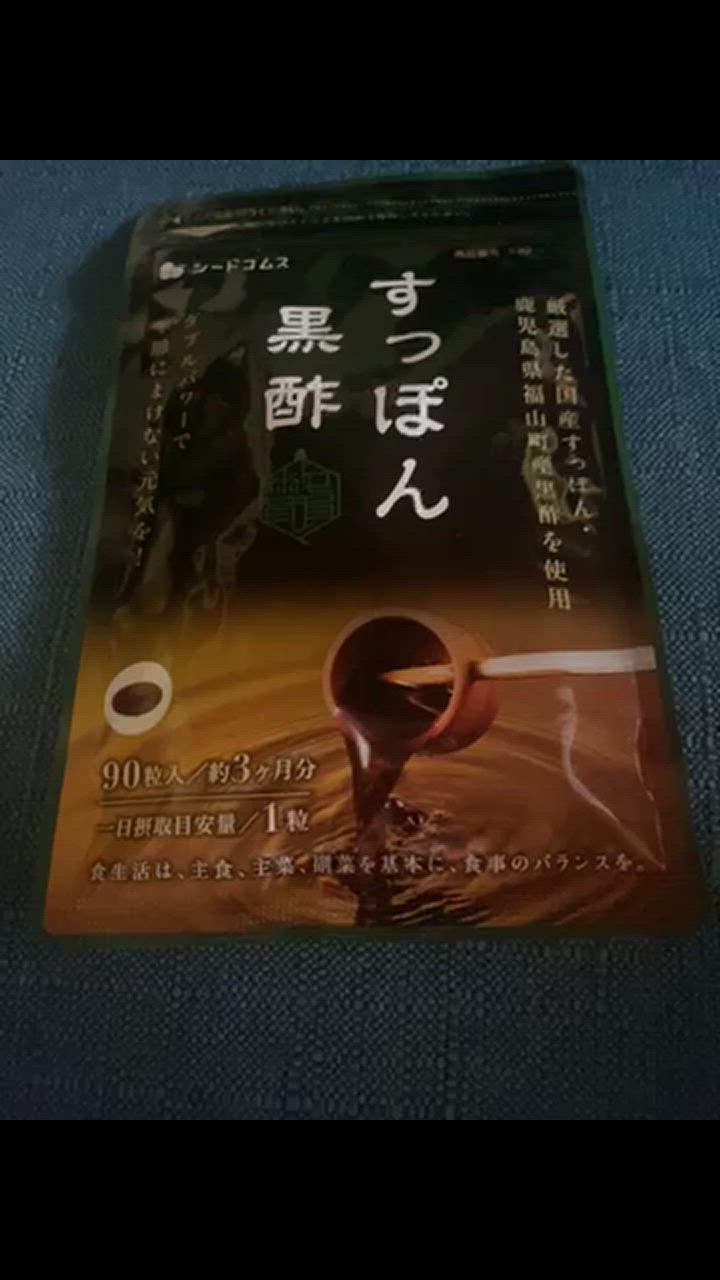 シードコムス
すっぽん
黒酢
厳選した国産すっぽん・
鹿児島県福山町産黒酢を使用
ダブルパワーで
まけない元気を!
90粒入/約3ヶ月分
一日摂取目安量/1粒
食生活は、主食、主菜、副菜を基本に、食事のバランスを。